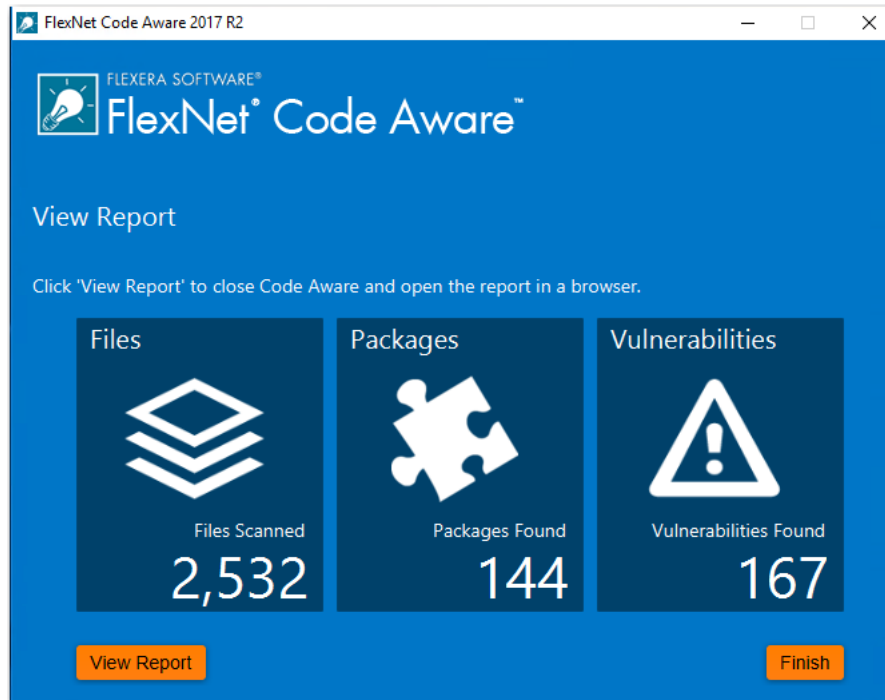 FlexNet Code Aware 2017 R2
FLEXERA SOFTWARE®
FlexNet® Code Aware™
View Report
Click 'View Report' to close Code Aware and open the report in a browser.
Files
Packages
Vulnerabilities
Files Scanned
Packages Found
Vulnerabilities Found
2,532
144
167
View Report
Finish